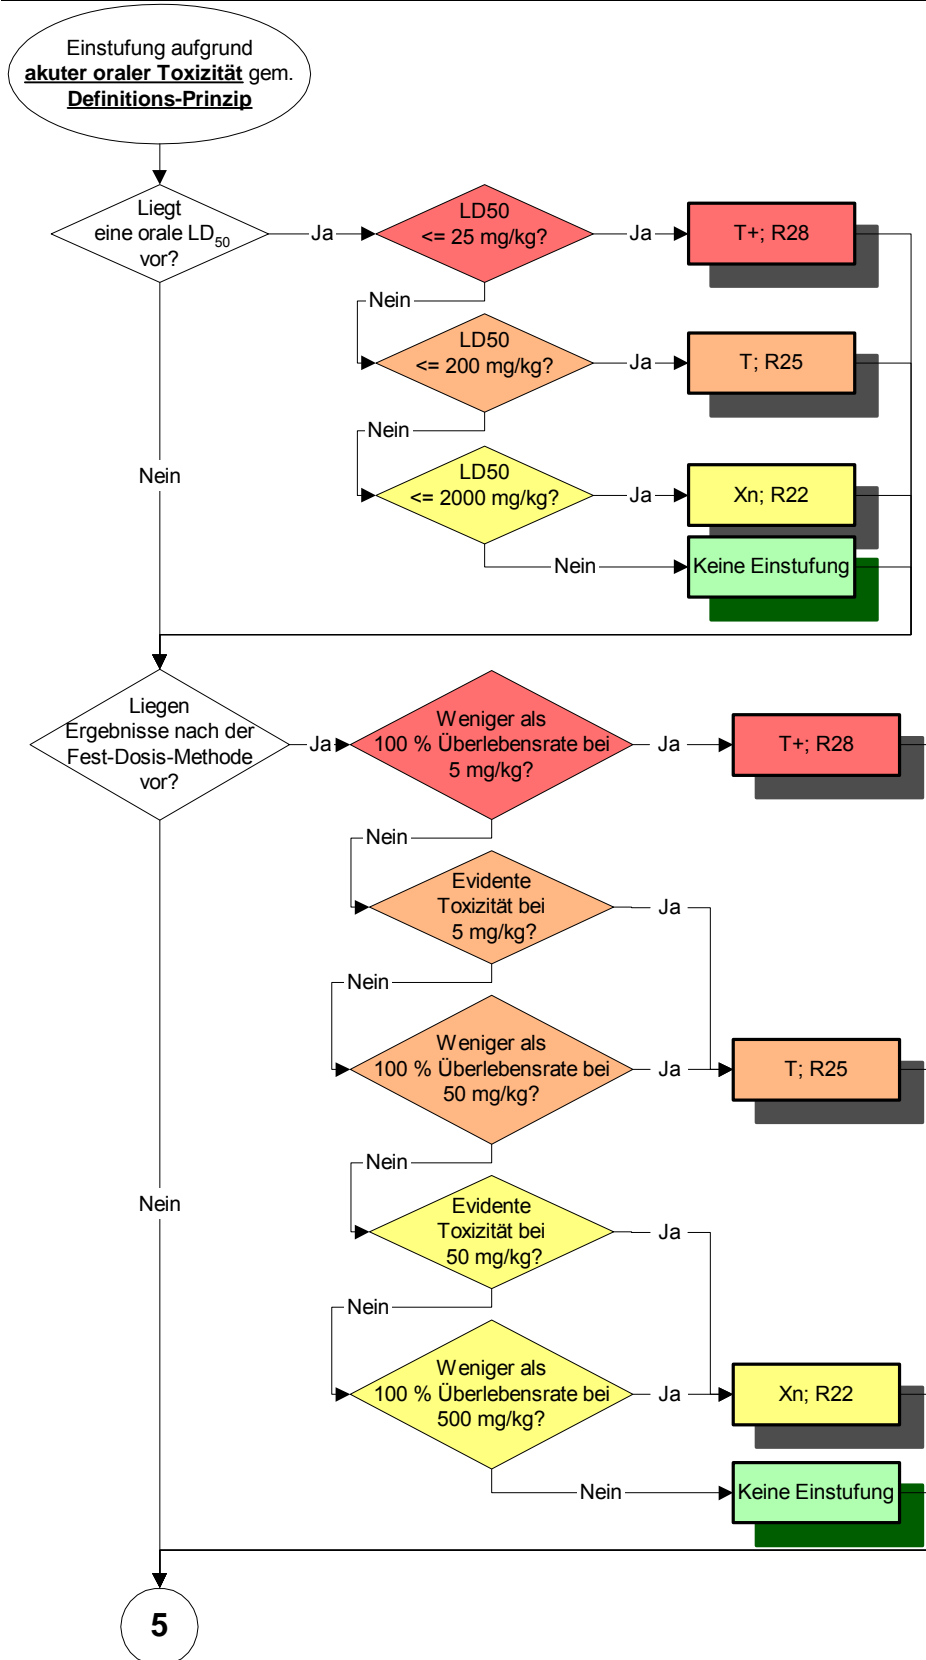 Einstufung aufgrund
akuter oraler Toxizität gem.
Definitions-Prinzip
Liegt
eine orale LD50
vor?
Ja
LD50
<= 25 mg/kg?
Ja
T+; R28
Nein
LD50
<= 200 mg/kg?
Ja
T; R25
Nein
LD50
<= 2000 mg/kg?
Ja
Xn; R22
Nein
Keine Einstufung
Nein
Liegen
Ergebnisse nach der
Fest-Dosis-Methode
vor?
Ja
Weniger als
100 % Überlebensrate bei
5 mg/kg?
Ja
T+; R28
Nein
Evidente
Toxizität bei
5 mg/kg?
Ja
Nein
Weniger als
100 % Überlebensrate bei
50 mg/kg?
Ja
T; R25
Nein
Evidente
Toxizität bei
50 mg/kg?
Ja
Nein
Weniger als
100 % Überlebensrate bei
500 mg/kg?
Ja
Xn; R22
Nein
Keine Einstufung
Nein
5